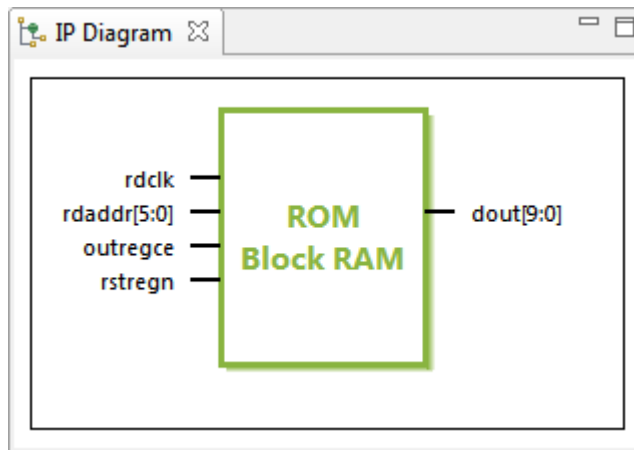 IP Diagram
rdclk
rdaddr[5:0]
outregce
rstregn
ROM
Block RAM
dout[9:0]